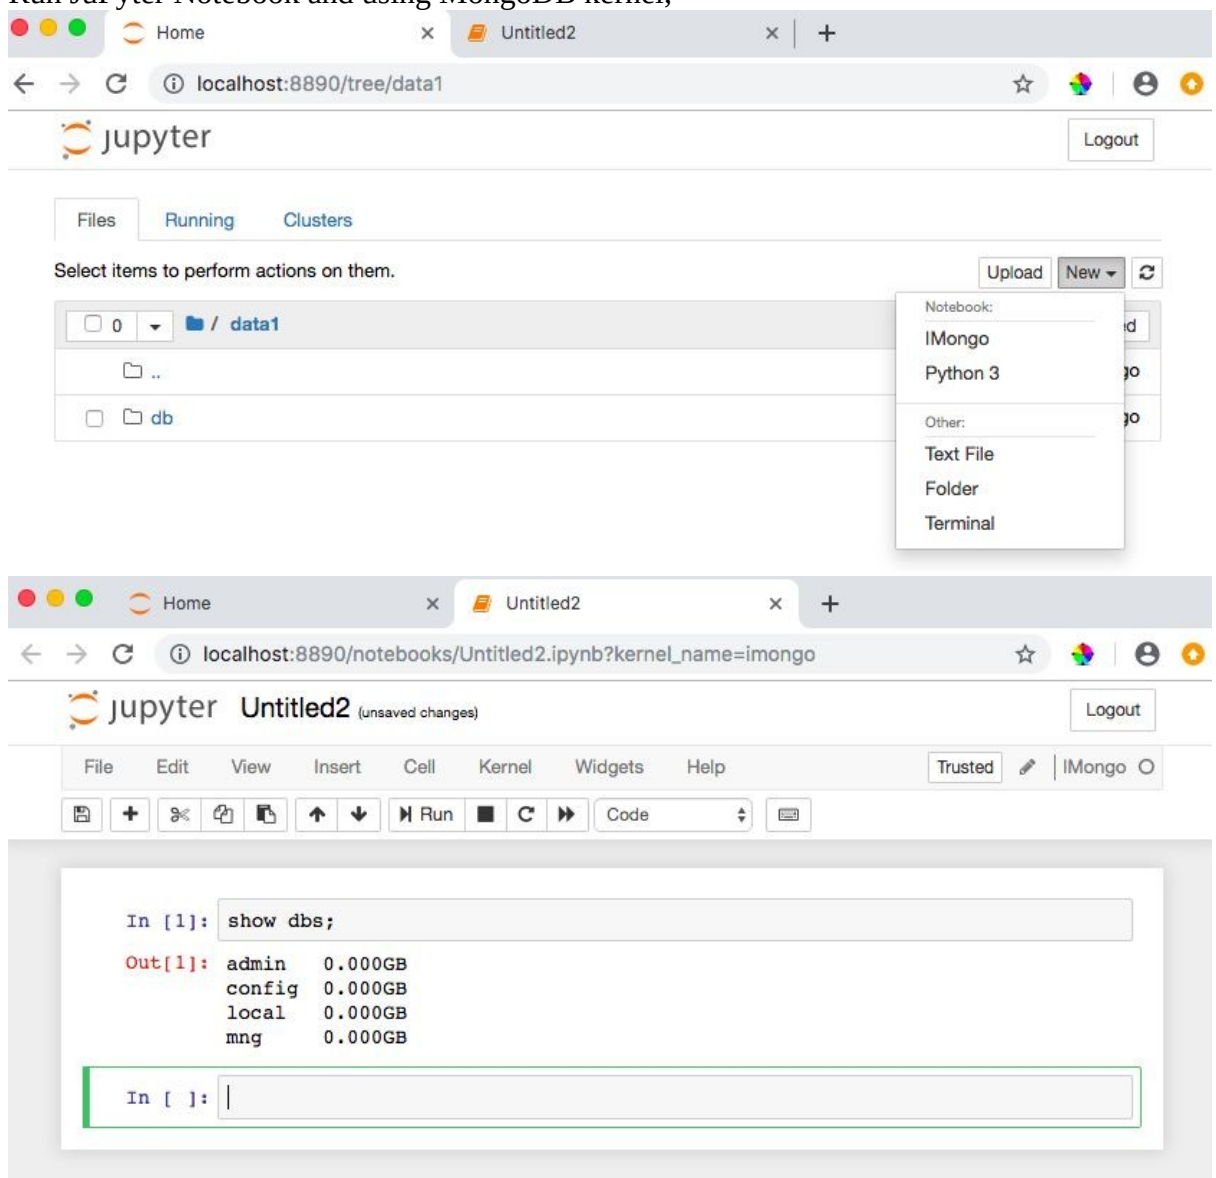 Run JuPyter Notebook and using MongoDB kernel,
Home Untitled2
localhost:8890/tree/data1
jupyter Logout
Files Running Clusters
Select items to perform actions on them. Upload New
0 / data1
Notebook:
IMongo
Python 3
..
db
Other:
Text File
Folder
Terminal
Home Untitled2
localhost:8890/notebooks/Untitled2.ipynb?kernel_name=imongo
jupyter Untitled2 (unsaved changes) Logout
File Edit View Insert Cell Kernel Widgets Help Trusted IMongo
Run Code
In [1]: show dbs;
Out[1]: admin 0.000GB
config 0.000GB
local 0.000GB
mng 0.000GB
In [ ]: